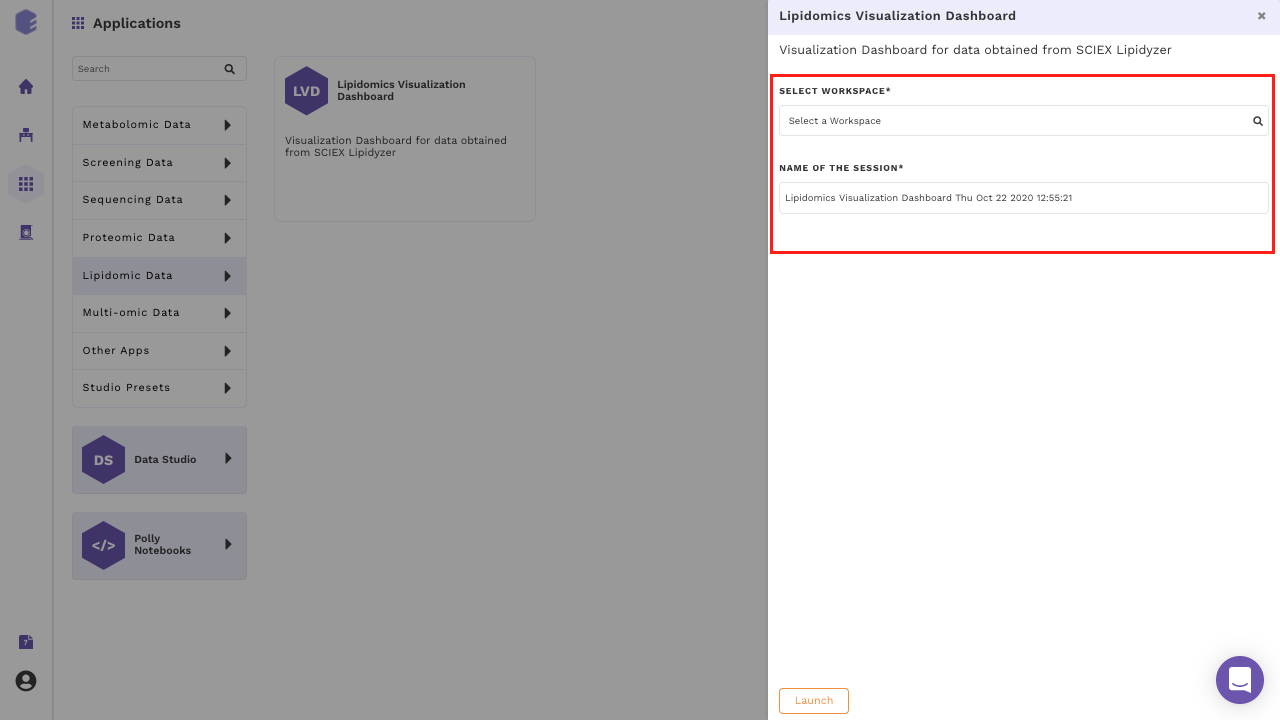 Applications
Search
Metabolomic Data
Screening Data
Sequencing Data
Proteomic Data
Lipidomic Data
Multi-omic Data
Other Apps
Studio Presets
DS
Data Studio
</>
Polly
Notebooks
?
LVD
Lipidomics Visualization
Dashboard
Visualization Dashboard for data obtained
from SCIEX Lipidyzer
Lipidomics Visualization Dashboard
Visualization Dashboard for data obtained from SCIEX Lipidyzer
SELECT WORKSPACE*
Select a Workspace
NAME OF THE SESSION*
Lipidomics Visualization Dashboard Thu Oct 22 2020 12:55:21
Launch